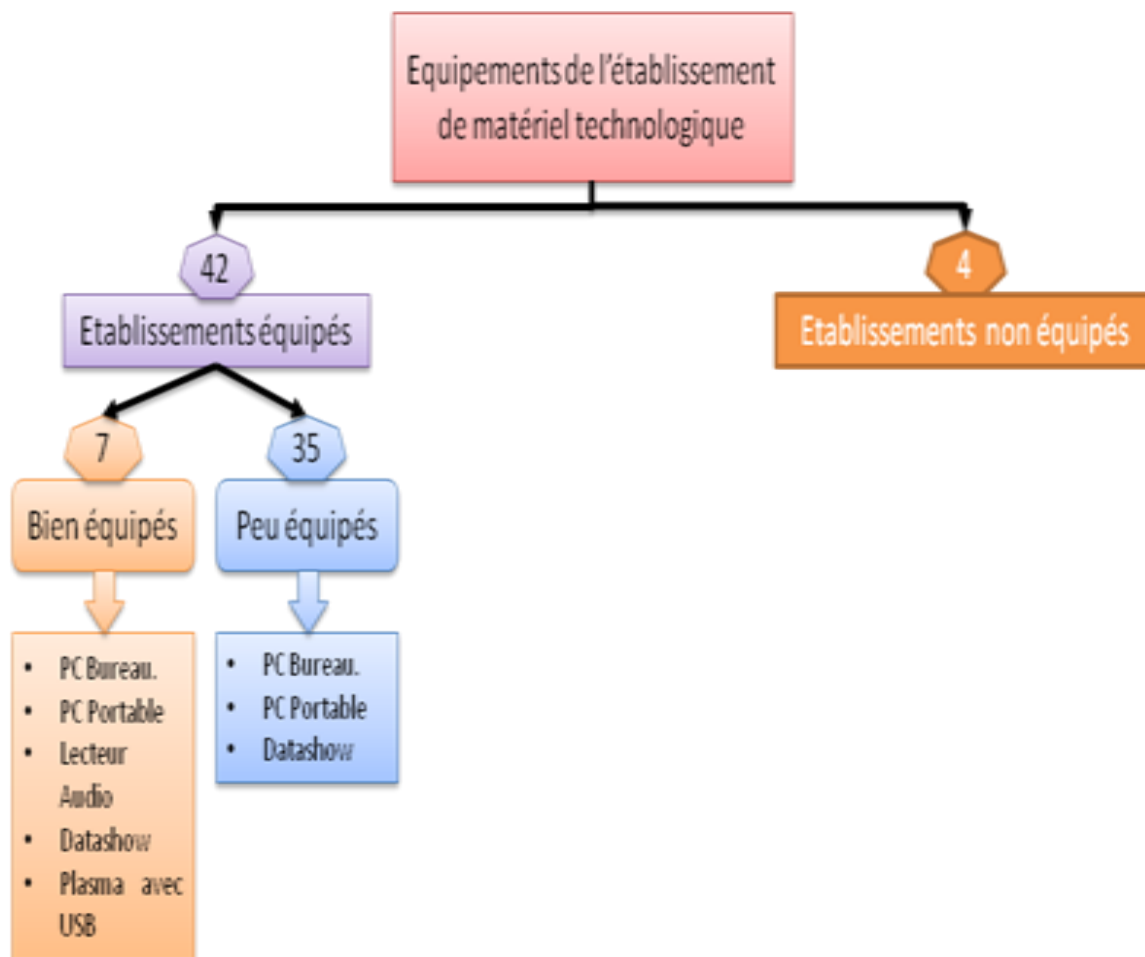 Equipements de l'établissement
de matériel technologique
42
Etablissements équipés
4
Etablissements non équipés
7
Bien équipés
35
Peu équipés
• PC Bureau.
• PC Portable
• Lecteur
Audio
• Datashow
• Plasma avec
USB
• PC Bureau.
• PC Portable
• Datashow